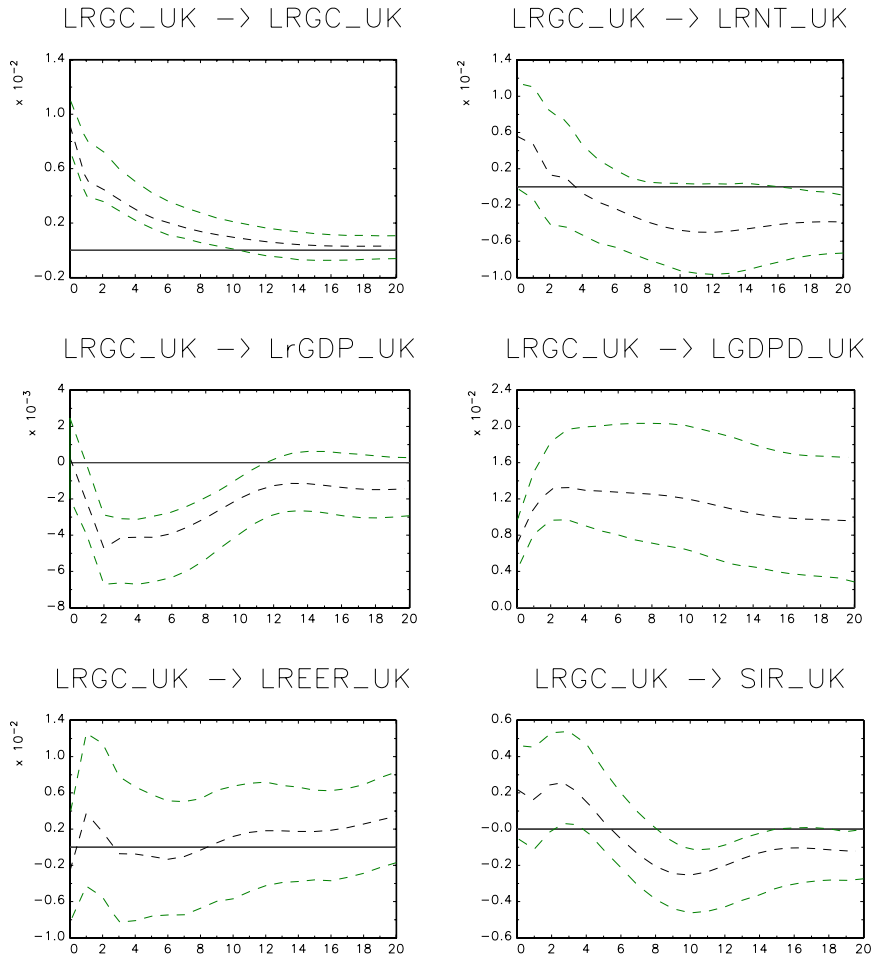 LRGC_UK −> LRGC_UK
x 10⁻²
1.4
1.0
0.6
0.2
−0.2
0 2 4 6 8 10 12 14 16 18 20
LRGC_UK −> LRNT_UK
x 10⁻²
1.4
1.0
0.6
0.2
−0.2
−0.6
−1.0
0 2 4 6 8 10 12 14 16 18 20
LRGC_UK −> LrGDP_UK
x 10⁻³
4
2
0
−2
−4
−6
−8
0 2 4 6 8 10 12 14 16 18 20
LRGC_UK −> LGDPD_UK
x 10⁻²
2.4
2.0
1.6
1.2
0.8
0.4
0.0
0 2 4 6 8 10 12 14 16 18 20
LRGC_UK −> LREER_UK
x 10⁻²
1.4
1.0
0.6
0.2
−0.2
−0.6
−1.0
0 2 4 6 8 10 12 14 16 18 20
LRGC_UK −> SIR_UK
0.6
0.4
0.2
−0.0
−0.2
−0.4
−0.6
0 2 4 6 8 10 12 14 16 18 20